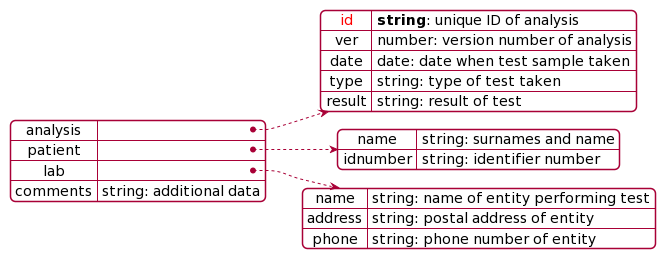 id string: unique ID of analysis
ver number: version number of analysis
date date: date when test sample taken
type string: type of test taken
result string: result of test
analysis
patient
lab
comments string: additional data
name string: surnames and name
idnumber string: identifier number
name string: name of entity performing test
address string: postal address of entity
phone string: phone number of entity